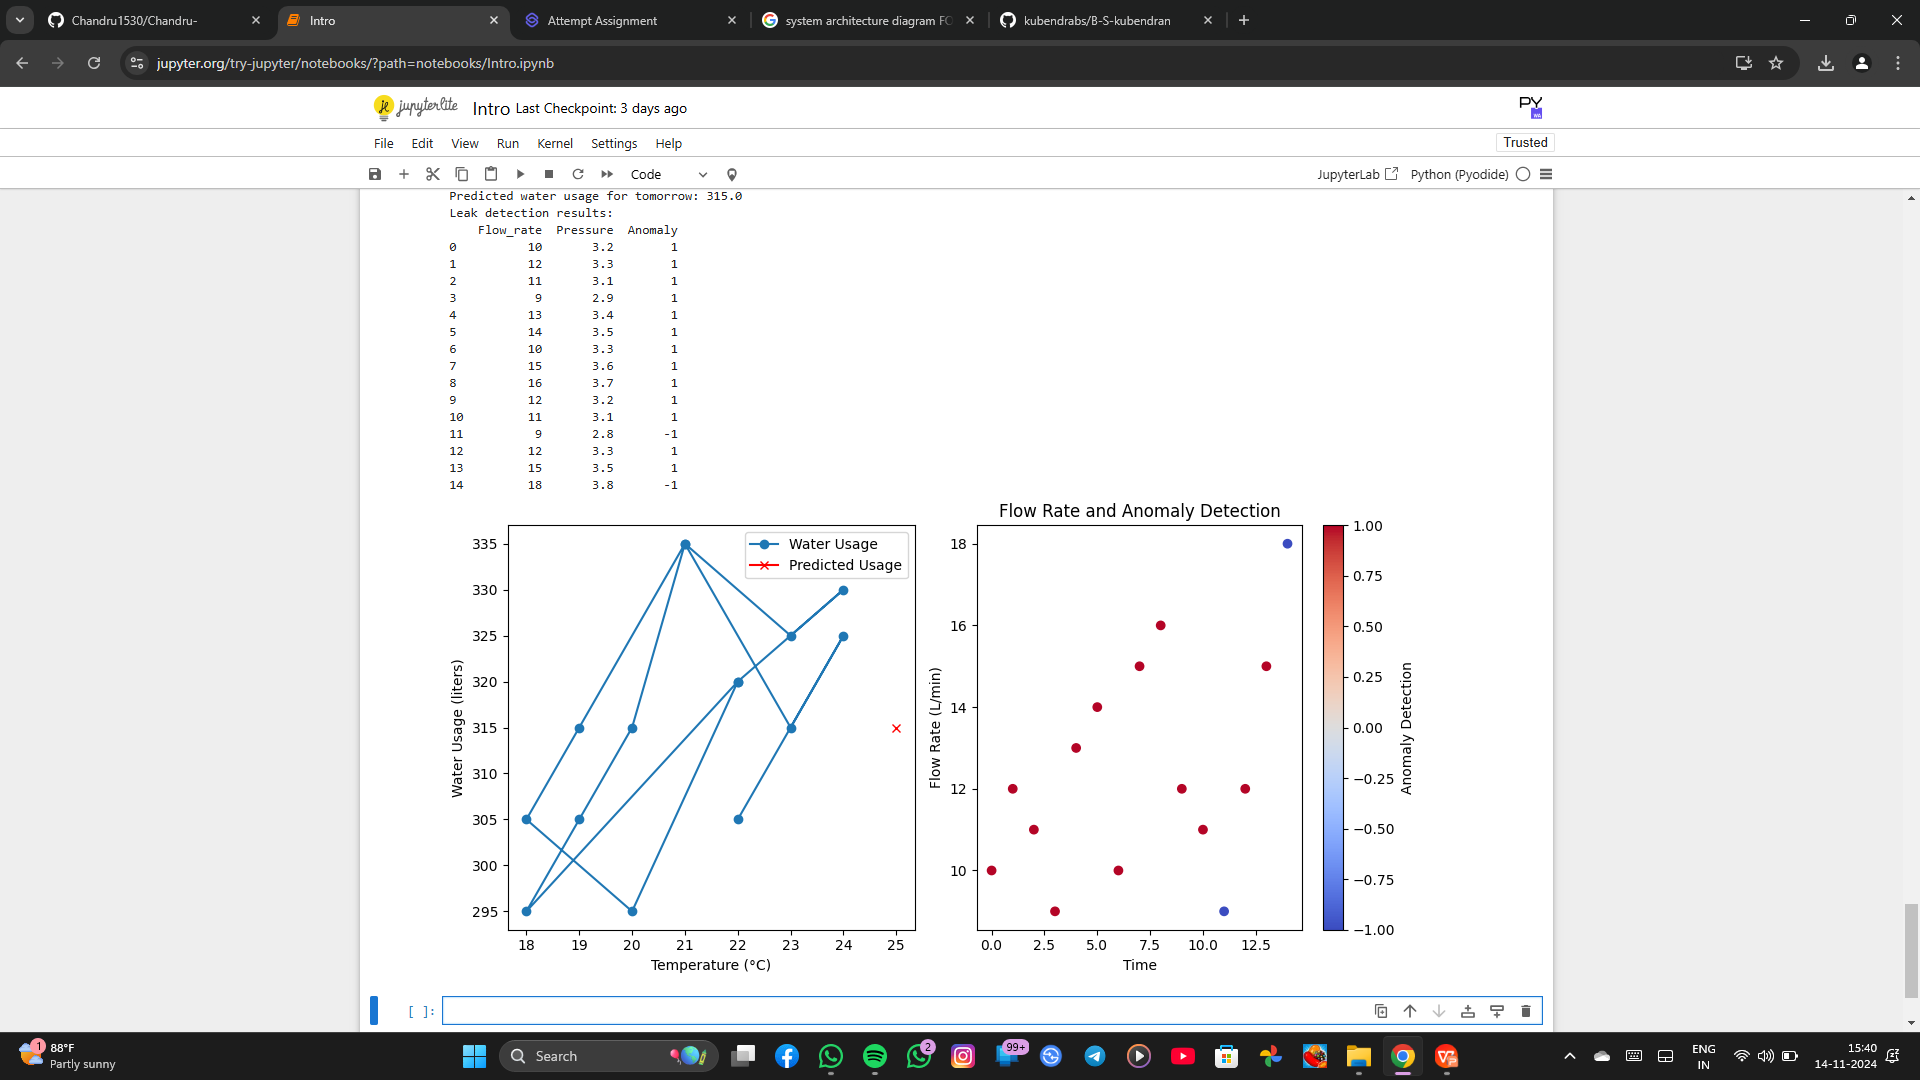 Chandru1530/Chandru-
Intro
Attempt Assignment
system architecture diagram FO
kubendrabs/B-S-kubendran
jupyter.org/try-jupyter/notebooks/?path=notebooks/Intro.ipynb
jupyterlite
Intro Last Checkpoint: 3 days ago
PY
File Edit View Run Kernel Settings Help
Trusted
Code
JupyterLab
Python (Pyodide)
Predicted water usage for tomorrow: 315.0
Leak detection results:
Flow_rate Pressure Anomaly
0 10 3.2 1
1 12 3.3 1
2 11 3.1 1
3 9 2.9 1
4 13 3.4 1
5 14 3.5 1
6 10 3.3 1
7 15 3.6 1
8 16 3.7 1
9 12 3.2 1
10 11 3.1 1
11 9 2.8 -1
12 12 3.3 1
13 15 3.5 1
14 18 3.8 -1
335
330
325
320
315
310
305
300
295
Water Usage (liters)
Water Usage
Predicted Usage
18 19 20 21 22 23 24 25
Temperature (°C)
Flow Rate and Anomaly Detection
18
16
14
12
10
Flow Rate (L/min)
0.0 2.5 5.0 7.5 10.0 12.5
Time
1.00
0.75
0.50
0.25
0.00
−0.25
−0.50
−0.75
−1.00
Anomaly Detection
[ ]:
1
88°F
Partly sunny
Search
2
99+
ENG
IN
15:40
14-11-2024